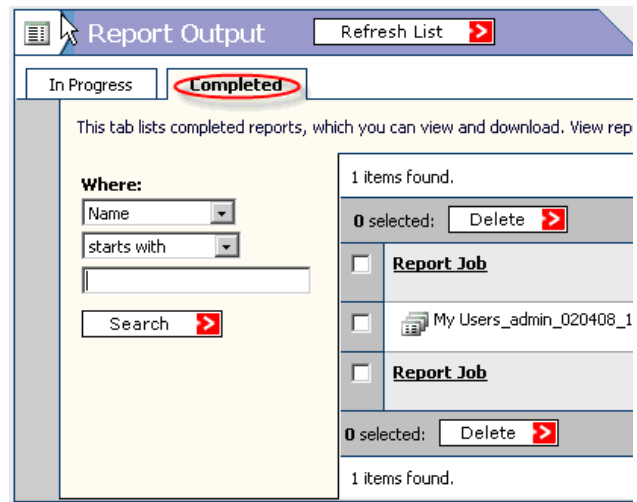 Report Output
Refresh List
In Progress
Completed
This tab lists completed reports, which you can view and download. View rep
Where:
Name
starts with
Search
1 items found.
0 selected:
Delete
Report Job
My Users_admin_020408_1
Report Job
0 selected:
Delete
1 items found.